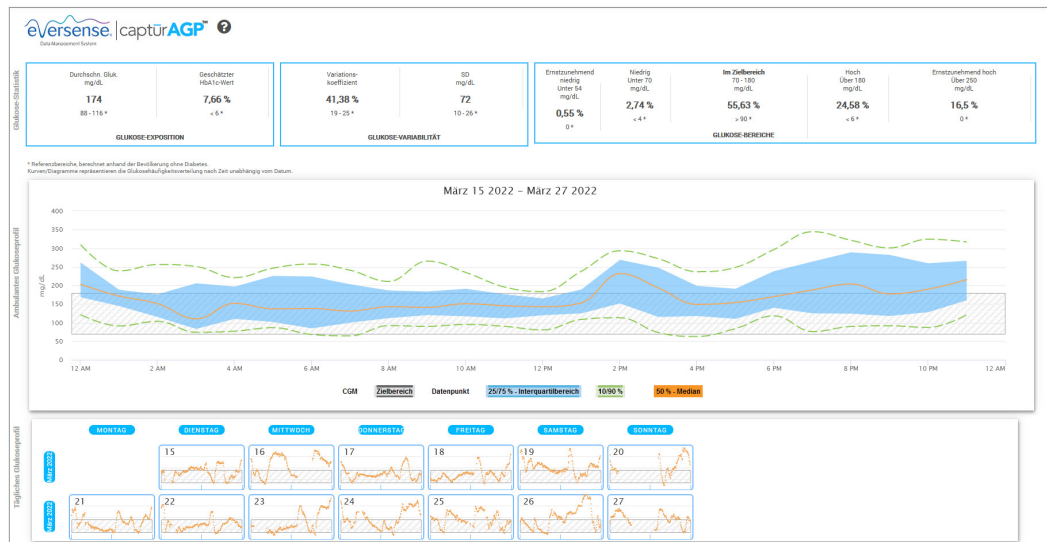 eversense. | captūrAGP™ ?
Data Management System
Glukose-Statistik
Durchschn. Gluk.
mg/dL
174
88 - 116 *
Geschätzter
HbA1c-Wert
7,66 %
< 6 *
GLUKOSE-EXPOSITION
Variations-
koeffizient
41,38 %
19 - 25 *
SD
mg/dL
72
10 - 26 *
GLUKOSE-VARIABILITÄT
Ernstzunehmend
niedrig
Unter 54
mg/dL
0,55 %
0 *
Niedrig
Unter 70
mg/dL
2,74 %
< 4 *
Im Zielbereich
70 - 180
mg/dL
55,63 %
> 90 *
Hoch
Über 180
mg/dL
24,58 %
< 6 *
Ernstzunehmend hoch
Über 250
mg/dL
16,5 %
0 *
GLUKOSE-BEREICHE
* Referenzbereiche, berechnet anhand der Bevölkerung ohne Diabetes.
Kurven/Diagramme repräsentieren die Glukosehäufigkeitsverteilung nach Zeit unabhängig vom Datum.
Ambulantes Glukoseprofil
März 15 2022 – März 27 2022
mg/dL
400
350
300
250
200
150
100
50
0
12 AM 2 AM 4 AM 6 AM 8 AM 10 AM 12 PM 2 PM 4 PM 6 PM 8 PM 10 PM 12 AM
CGM Zielbereich Datenpunkt 25/75 % - Interquartilbereich 10/90 % 50 % - Median
Tägliches Glukoseprofil
MONTAG DIENSTAG MITTWOCH DONNERSTAG FREITAG SAMSTAG SONNTAG
März 2022
15 16 17 18 19 20
März 2022
21 22 23 24 25 26 27